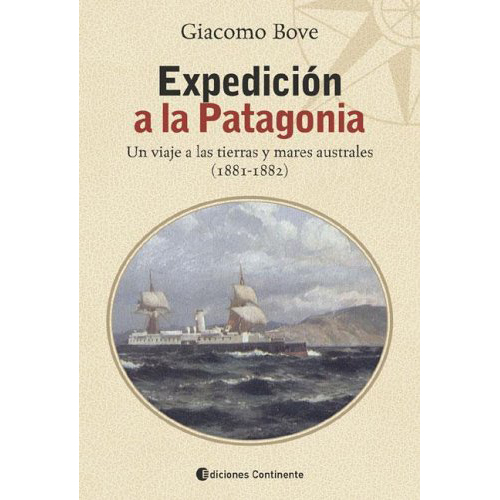 Giacomo Bove
Expedición
a la Patagonia
Un viaje a las tierras y mares australes
(1881-1882)
Ediciones Continente